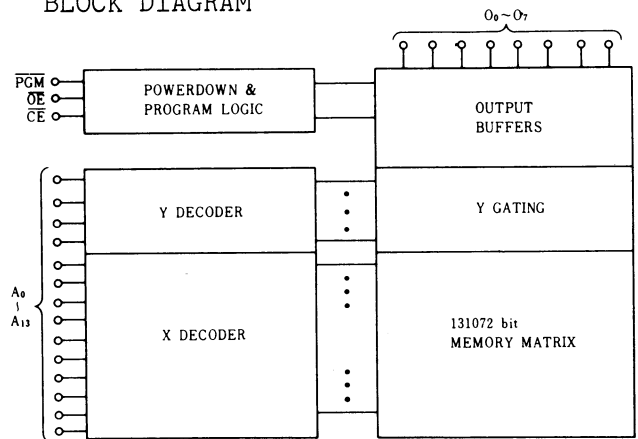 BLOCK DIAGRAM
O₀~O₇
PGM
OE
CE
POWERDOWN &
PROGRAM LOGIC
OUTPUT
BUFFERS
Y DECODER
Y GATING
A₀
~
A₁₃
X DECODER
131072 bit
MEMORY MATRIX